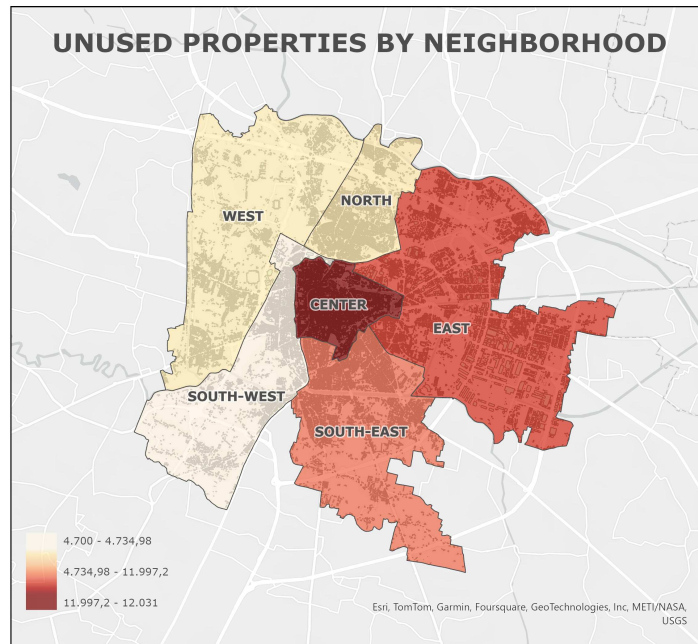 UNUSED PROPERTIES BY NEIGHBORHOOD
WEST
NORTH
CENTER
EAST
SOUTH-WEST
SOUTH-EAST
4.700 - 4.734,98
4.734,98 - 11.997,2
11.997,2 - 12.031
Esri, TomTom, Garmin, Foursquare, GeoTechnologies, Inc, METI/NASA,
USGS